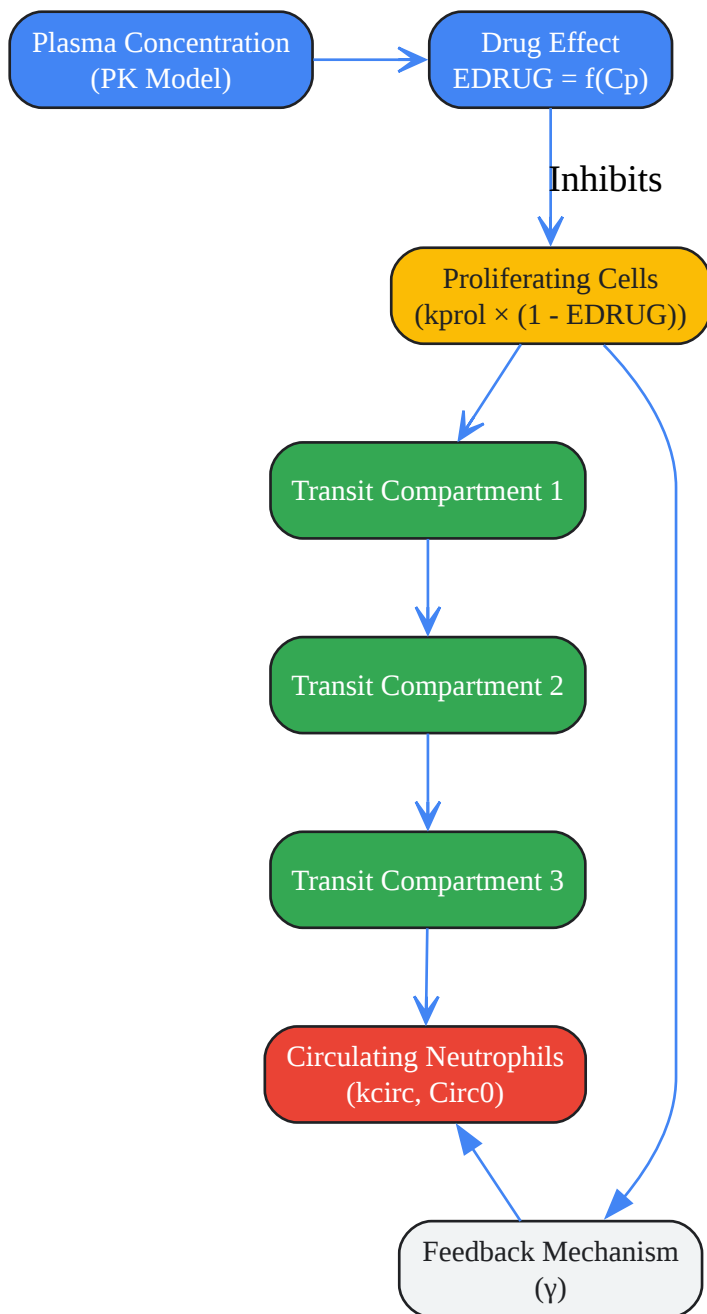 Plasma Concentration
(PK Model)
Drug Effect
EDRUG = f(Cp)
Inhibits
Proliferating Cells
(kprol × (1 - EDRUG))
Transit Compartment 1
Transit Compartment 2
Transit Compartment 3
Circulating Neutrophils
(kcirc, Circ0)
Feedback Mechanism
(γ)